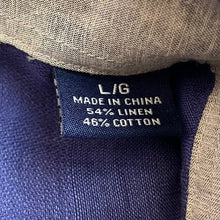 L/G
MADE IN CHINA
54% LINEN
46% COTTON